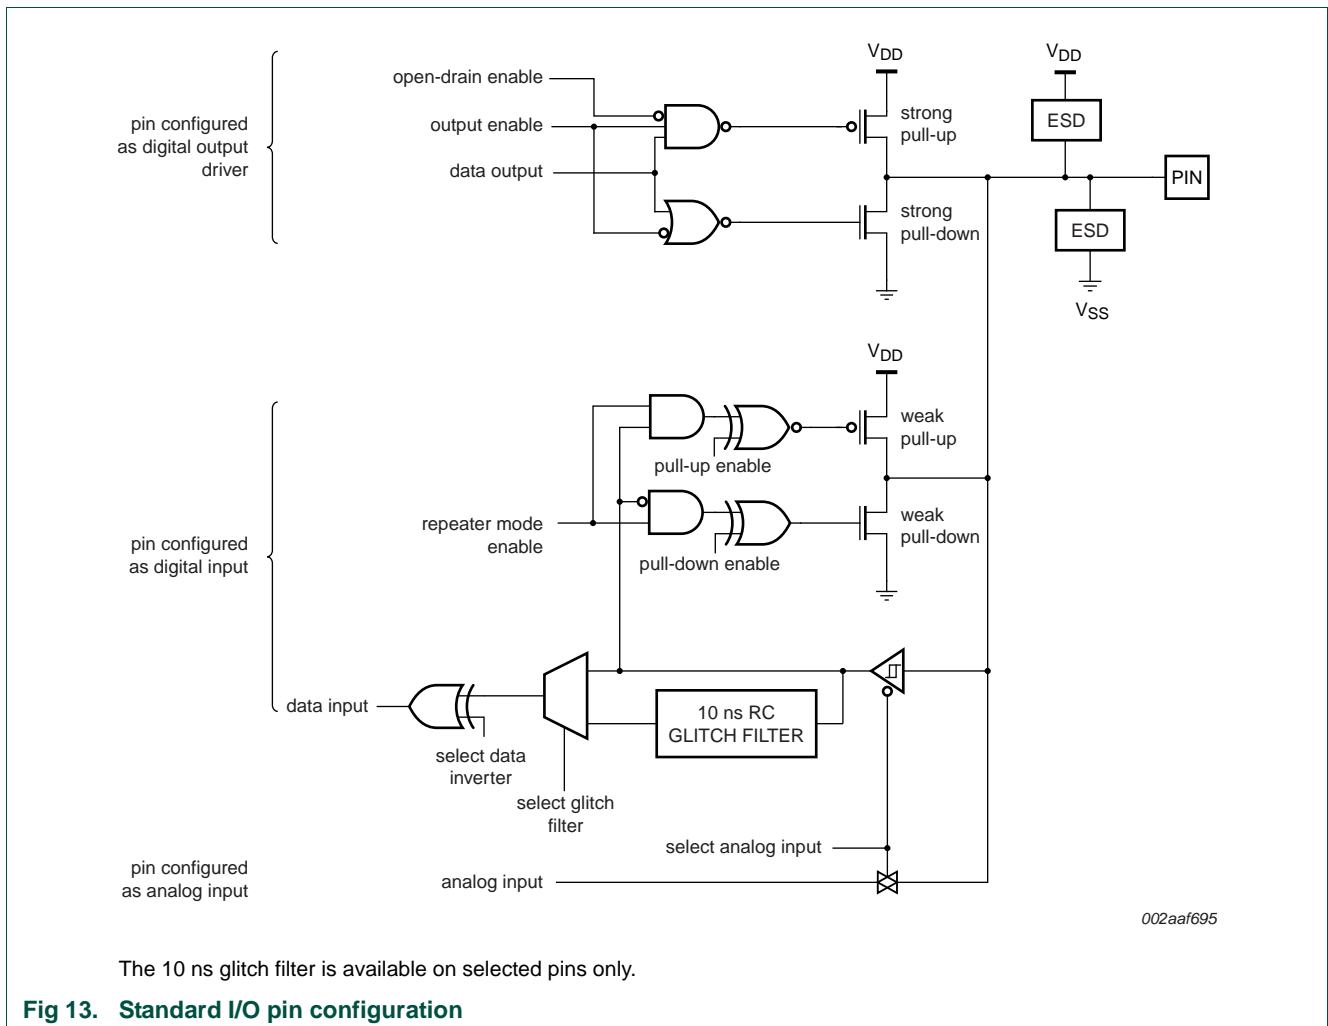 VDD
VDD
open-drain enable
strong
pull-up
ESD
pin configured
as digital output
driver
output enable
data output
PIN
strong
pull-down
ESD
VSS
VDD
weak
pull-up
pull-up enable
repeater mode
enable
weak
pull-down
pull-down enable
pin configured
as digital input
data input
10 ns RC
GLITCH FILTER
select data
inverter
select glitch
filter
select analog input
pin configured
as analog input
analog input
002aaf695
The 10 ns glitch filter is available on selected pins only.
Fig 13. Standard I/O pin configuration